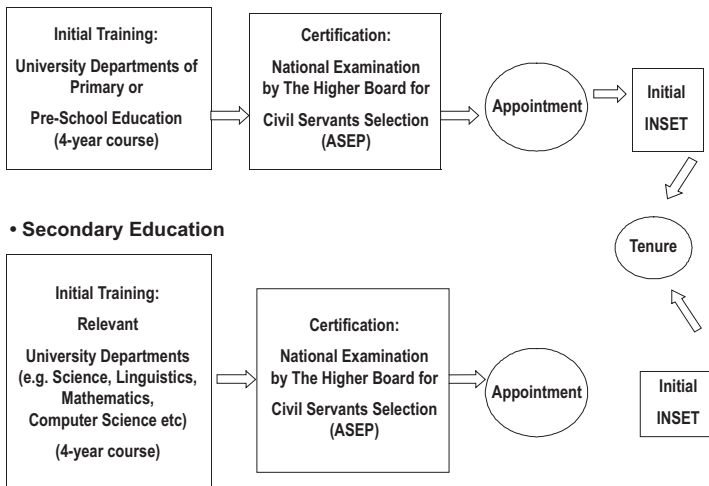 Initial Training:
University Departments of
Primary or
Pre-School Education
(4-year course)
Certification:
National Examination
by The Higher Board for
Civil Servants Selection
(ASEP)
Appointment
Initial
INSET
Tenure
• Secondary Education
Initial Training:
Relevant
University Departments
(e.g. Science, Linguistics,
Mathematics,
Computer Science etc)
(4-year course)
Certification:
National Examination
by The Higher Board for
Civil Servants Selection
(ASEP)
Appointment
Initial
INSET